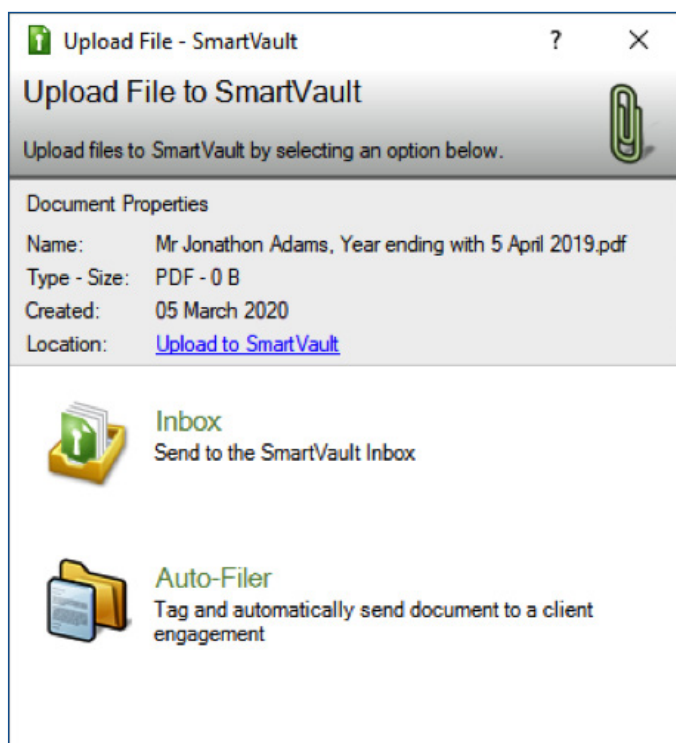 Upload File - SmartVault
Upload File to SmartVault
Upload files to SmartVault by selecting an option below.
Document Properties
Name: Mr Jonathon Adams, Year ending with 5 April 2019.pdf
Type - Size: PDF - 0 B
Created: 05 March 2020
Location: Upload to SmartVault
Inbox
Send to the SmartVault Inbox
Auto-Filer
Tag and automatically send document to a client
engagement